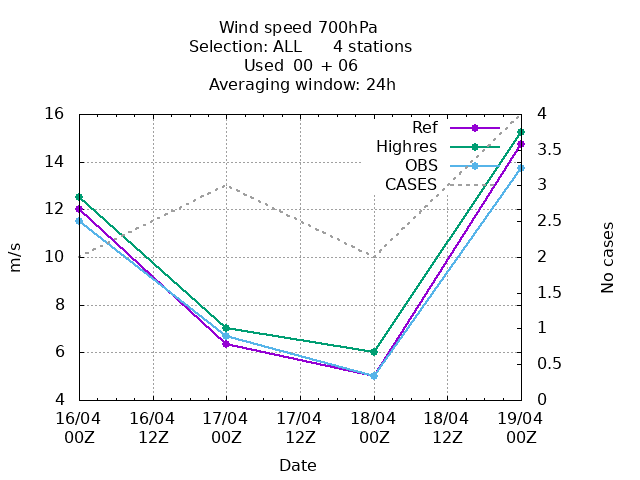 Wind speed 700hPa
Selection: ALL 4 stations
Used 00 + 06
Averaging window: 24h
16 4
Ref
14 3.5
Highres
OBS
12 3
CASES
2.5
10 2
8 1.5
1
6 0.5
4 0
m/s
No cases
16/04 16/04 17/04 17/04 18/04 18/04 19/04
00Z 12Z 00Z 12Z 00Z 12Z 00Z
Date